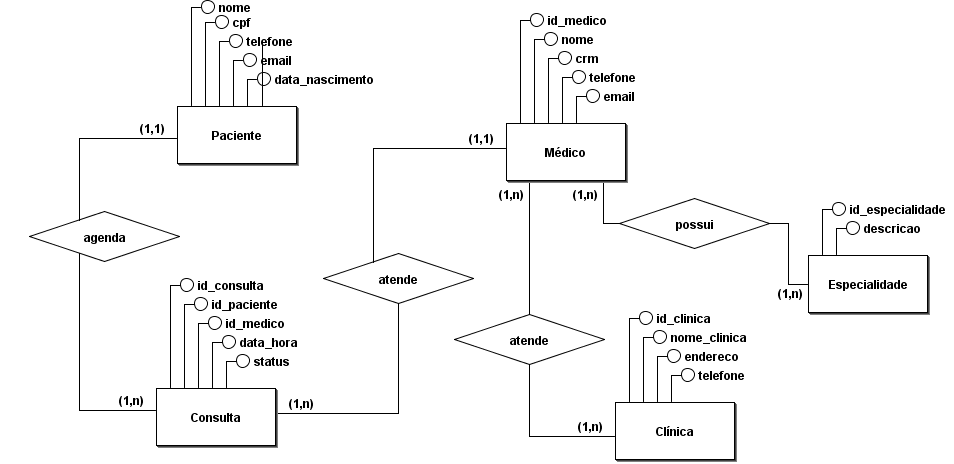 nome
cpf
telefone
email
data_nascimento
Paciente
(1,1)
agenda
(1,n)
id_consulta
id_paciente
id_medico
data_hora
status
Consulta
(1,n)
atende
(1,1)
id_medico
nome
crm
telefone
email
Médico
(1,n)
(1,n)
possui
(1,n)
id_especialidade
descricao
Especialidade
atende
(1,n)
id_clinica
nome_clinica
endereco
telefone
Clínica